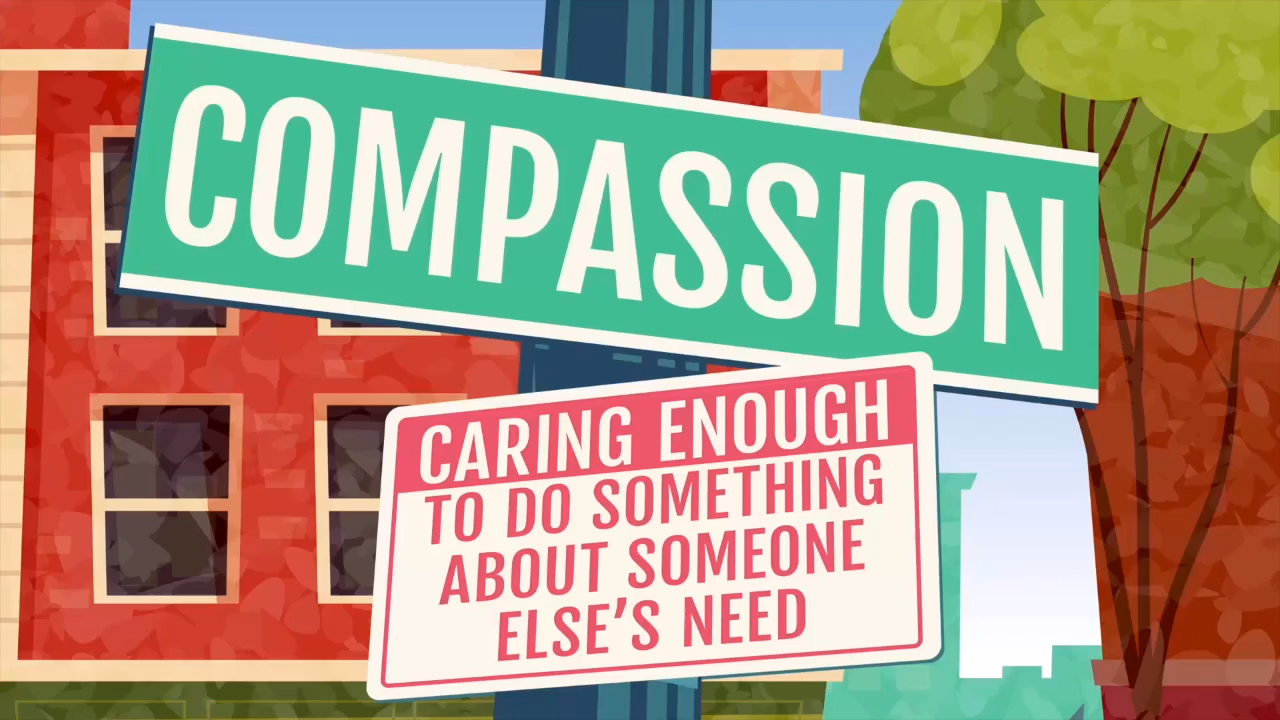 COMPASSION
CARING ENOUGH
TO DO SOMETHING
ABOUT SOMEONE
ELSE'S NEED